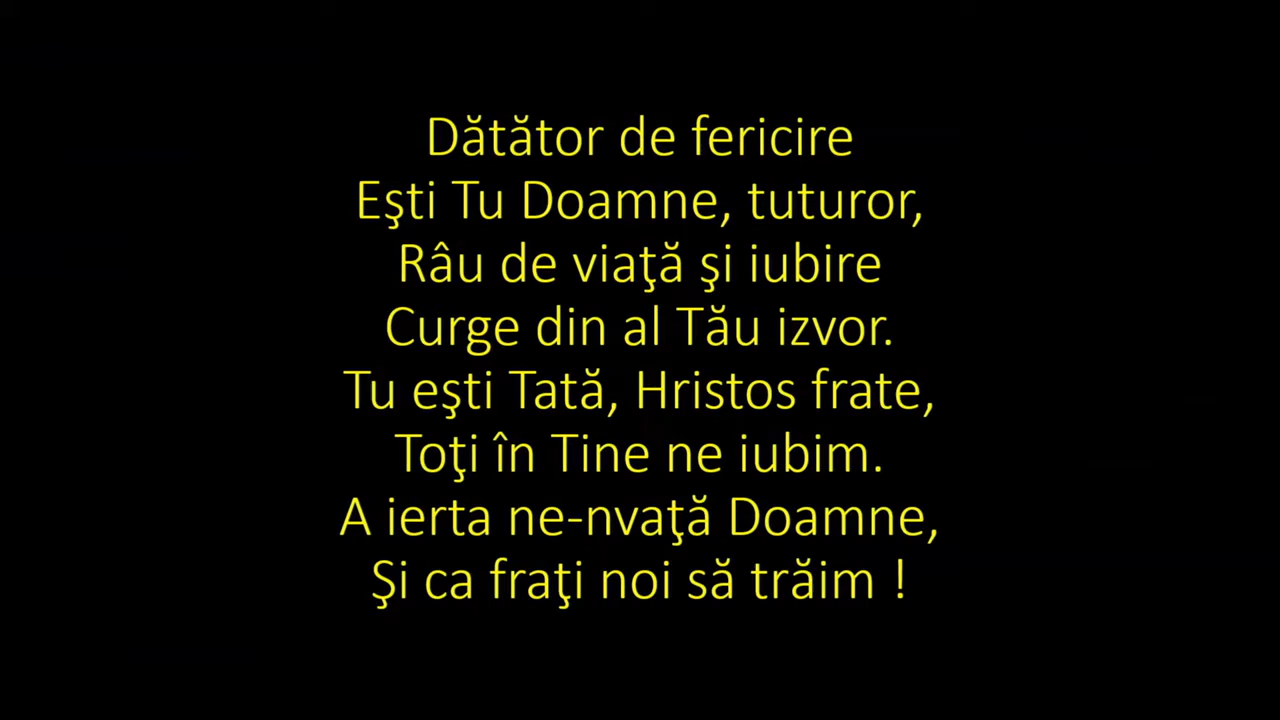 Dătător de fericire
Eşti Tu Doamne, tuturor,
Râu de viaţă şi iubire
Curge din al Tău izvor.
Tu eşti Tată, Hristos frate,
Toţi în Tine ne iubim.
A ierta ne-nvaţă Doamne,
Şi ca fraţi noi să trăim !